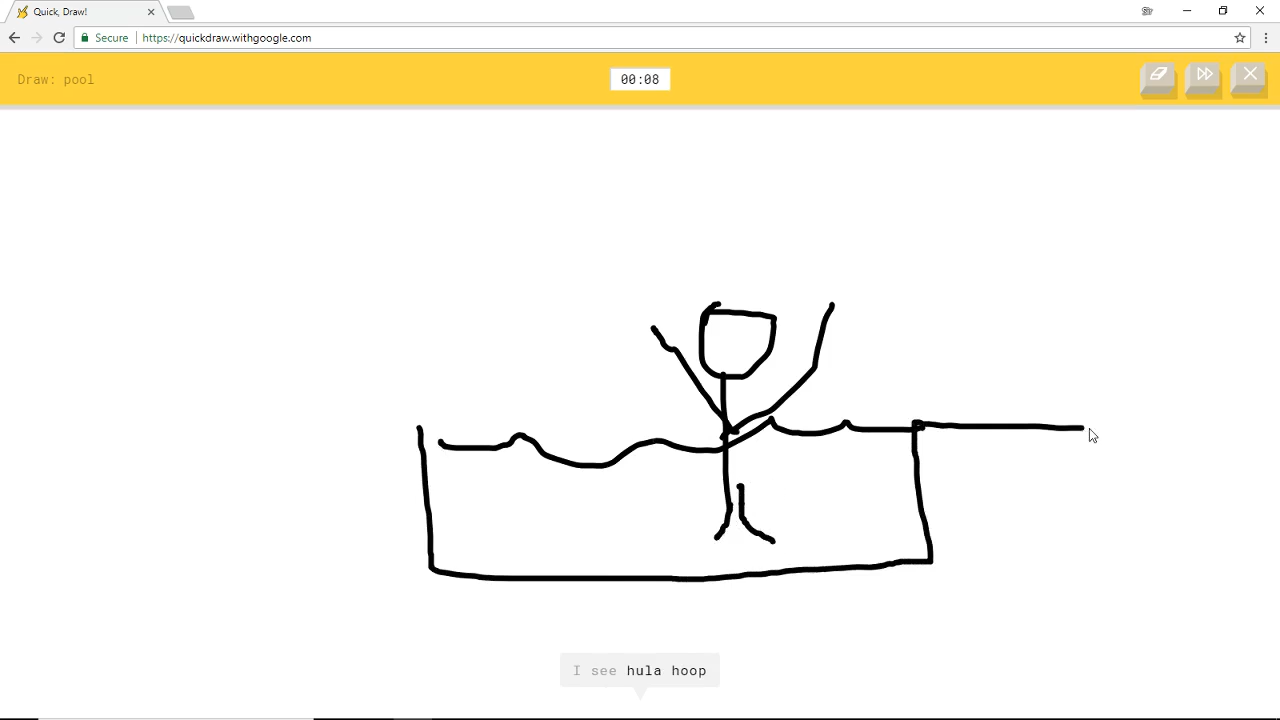 Quick, Draw!
Secure
https://quickdraw.withgoogle.com
Draw: pool
00:08
I see hula hoop